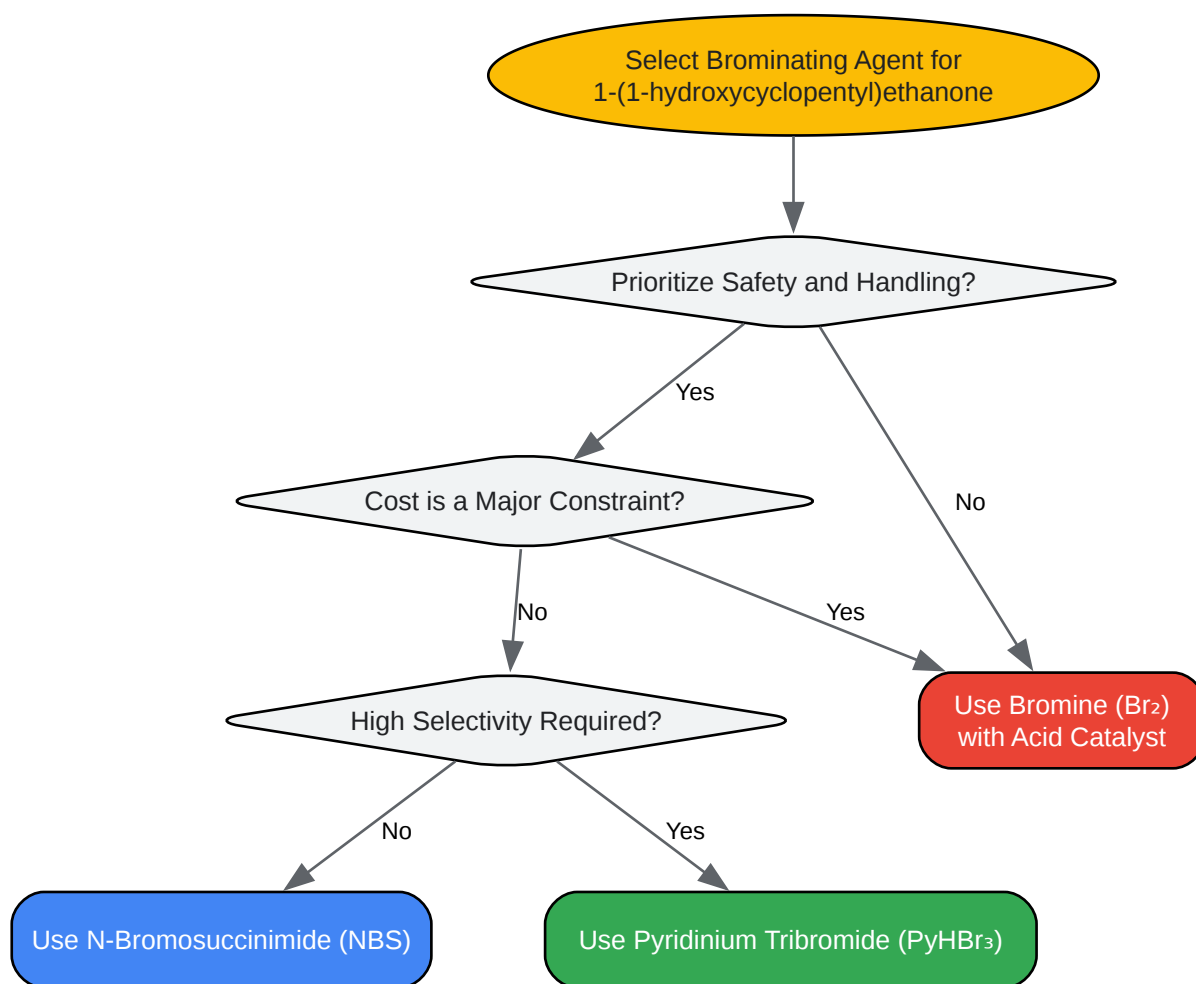 Select Brominating Agent for
1-(1-hydroxycyclopentyl)ethanone
Prioritize Safety and Handling?
Yes
Cost is a Major Constraint?
No
No
Yes
High Selectivity Required?
Use Bromine (Br₂)
with Acid Catalyst
No
Yes
Use N-Bromosuccinimide (NBS)
Use Pyridinium Tribromide (PyHBr₃)